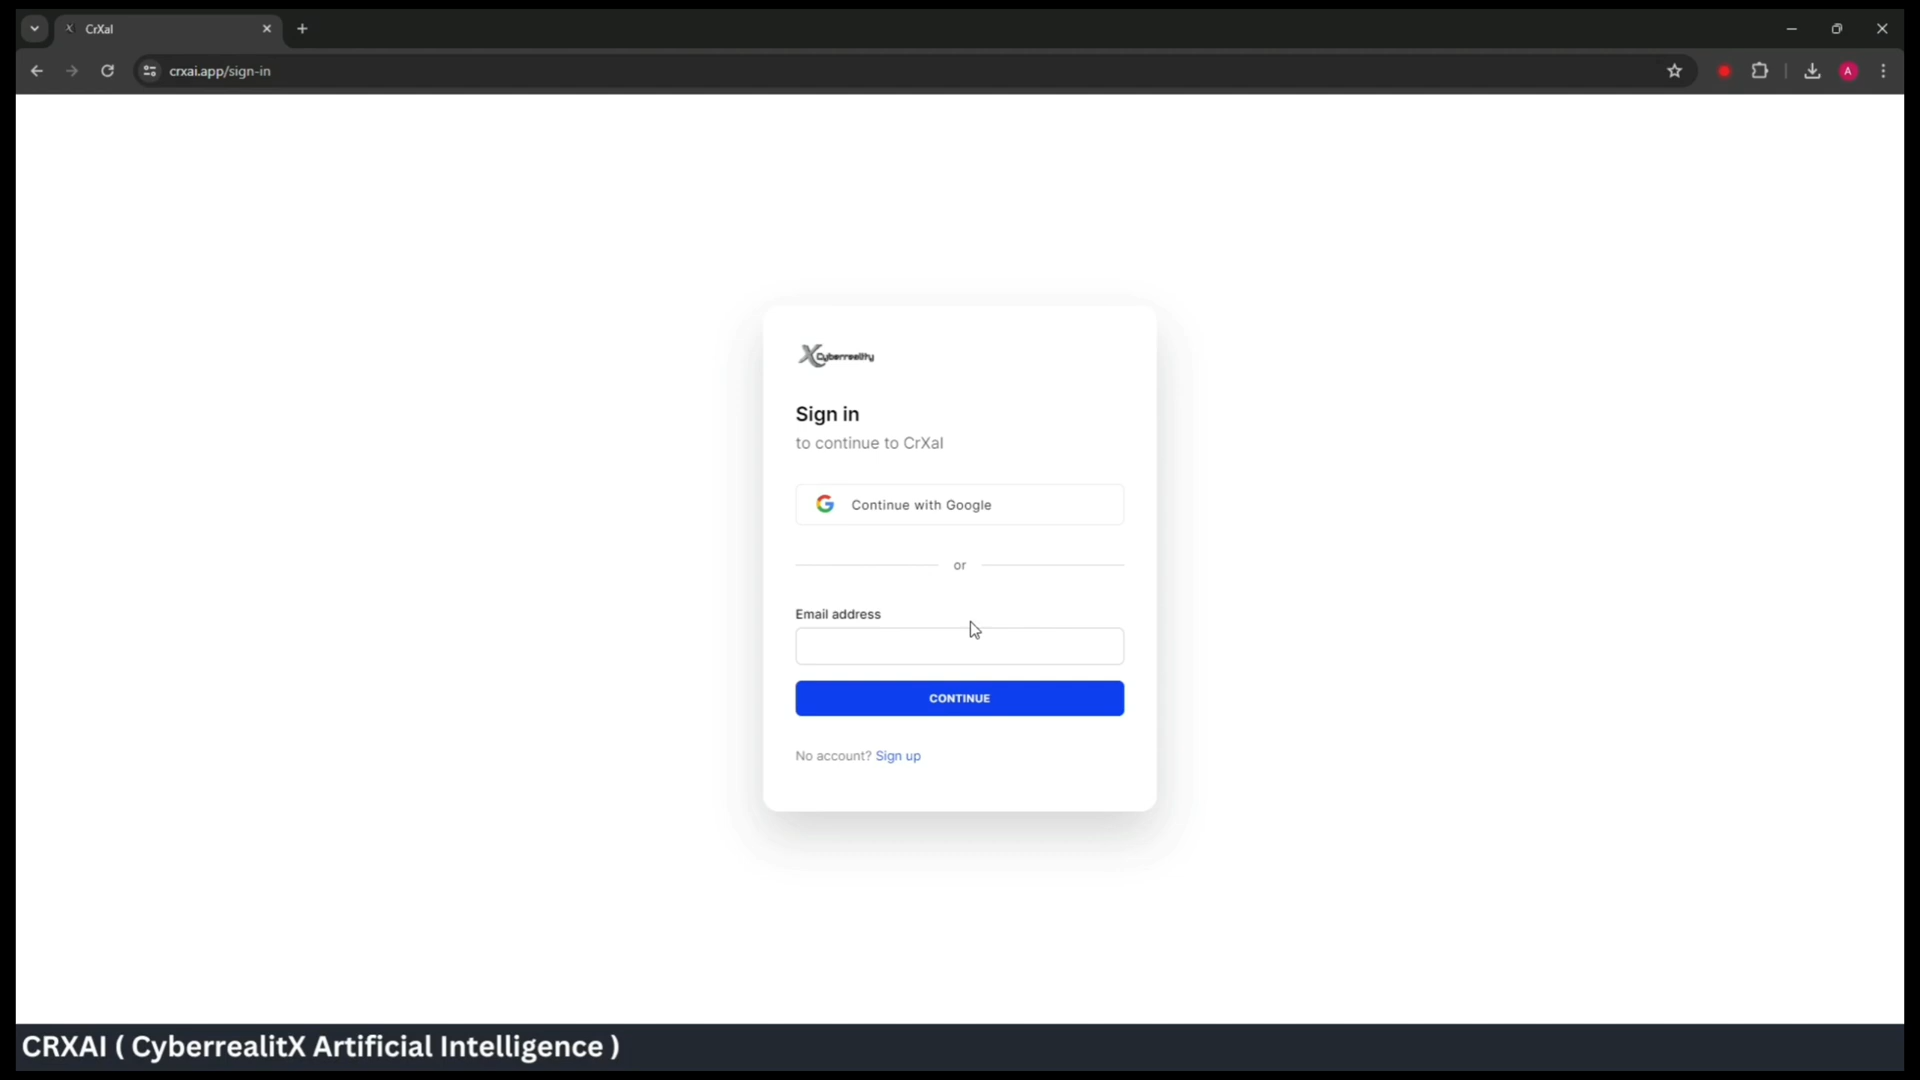 CrXaI
crxai.app/sign-in
A
X Cyberreality
Sign in
to continue to CrXaI
G Continue with Google
or
Email address
CONTINUE
No account? Sign up
CRXAI ( CyberrealitX Artificial Intelligence )